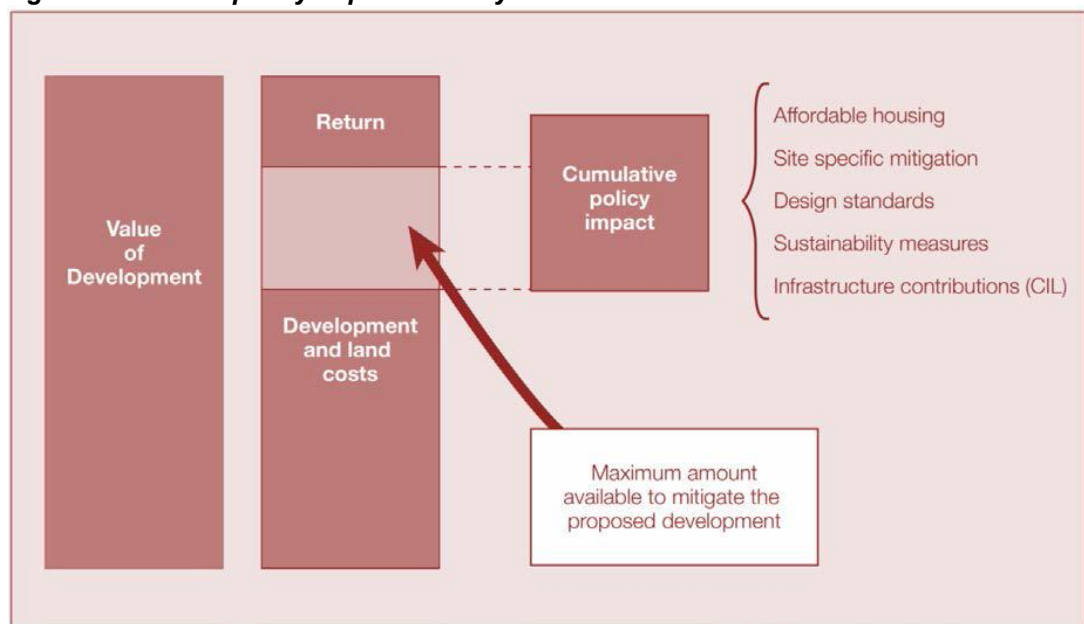 Return
Value
of
Development
Development
and land
costs
Cumulative
policy
impact
Affordable housing
Site specific mitigation
Design standards
Sustainability measures
Infrastructure contributions (CIL)
Maximum amount
available to mitigate the
proposed development